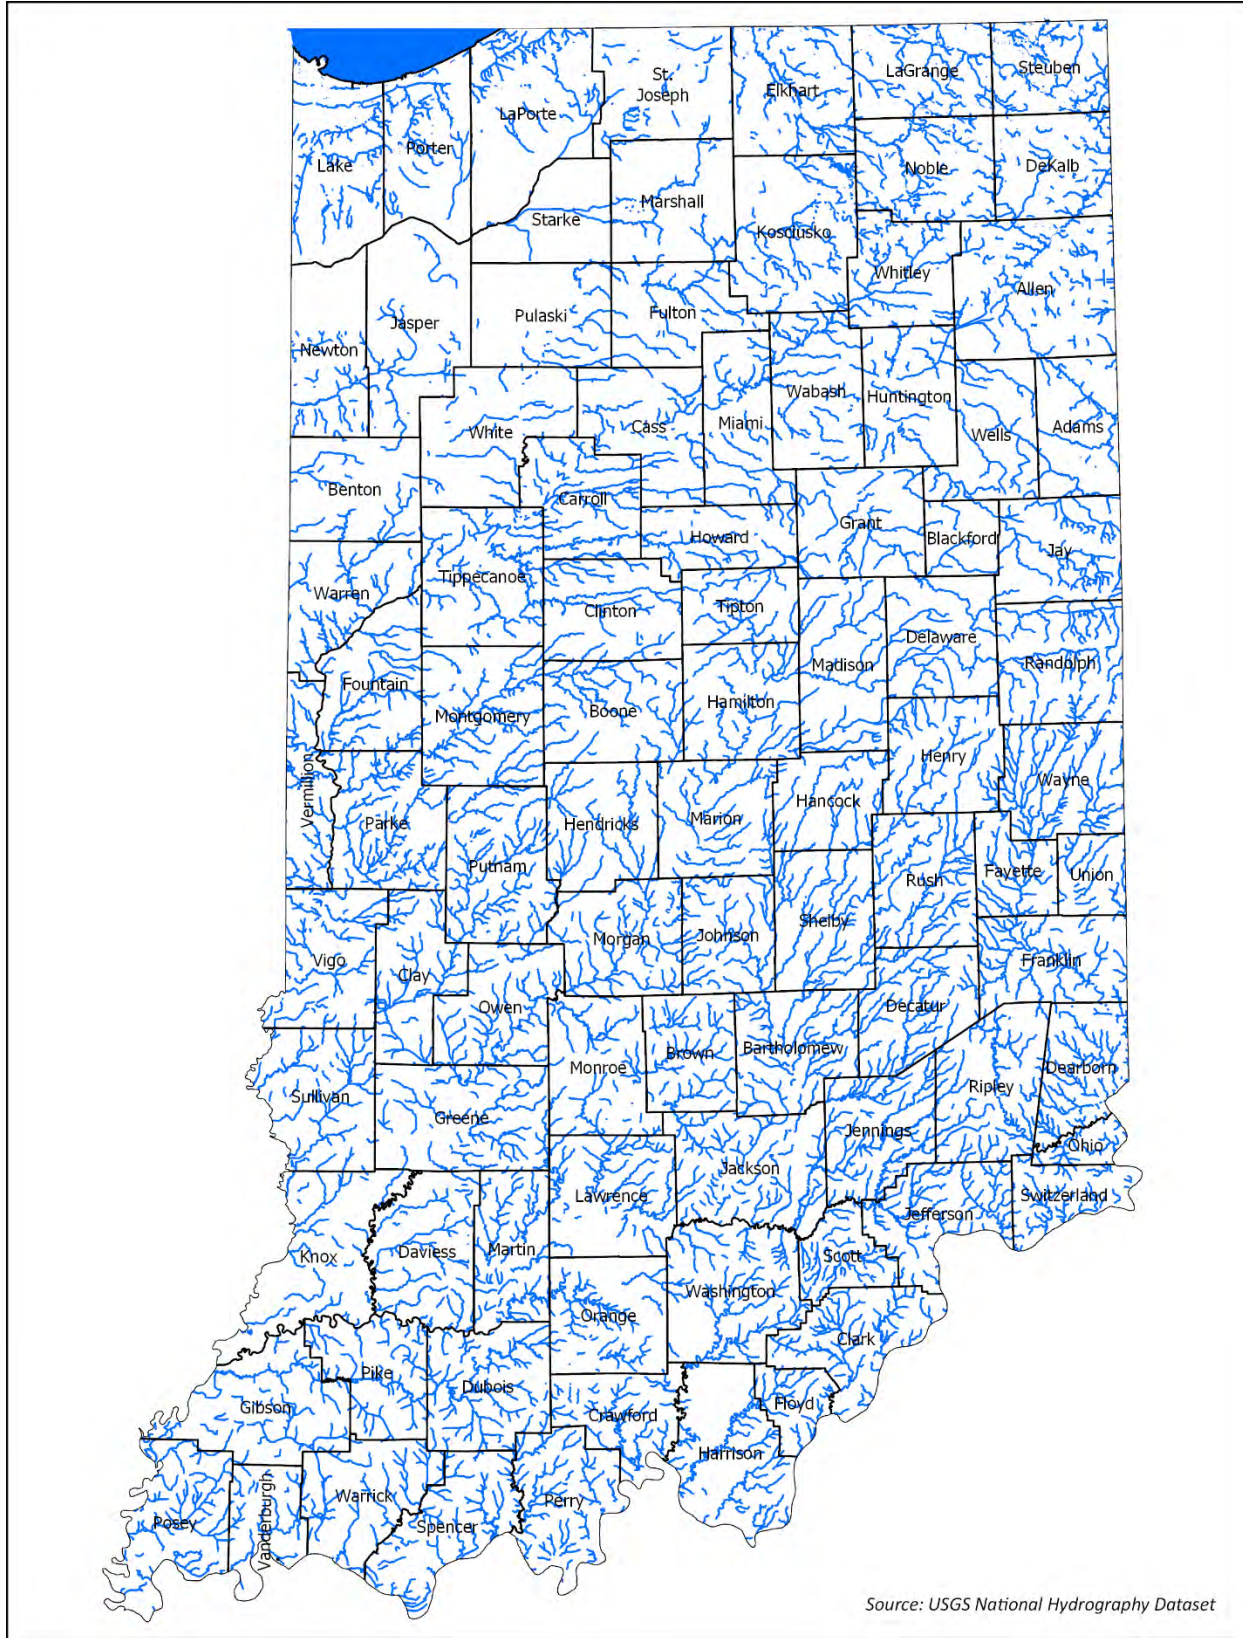 LaGrange
Steuben
St.
Joseph
Elkhart
LaPorte
Porter
Lake
Noble
DeKalb
Marshall
Starke
Kosciusko
Whitley
Allen
Pulaski
Fulton
Jasper
Newton
Wabash
Huntington
White
Cass
Miami
Wells
Adams
Benton
Carroll
Grant
Howard
Blackford
Jay
Tippecanoe
Warren
Clinton
Tipton
Delaware
Madison
Randolph
Fountain
Montgomery
Boone
Hamilton
Henry
Wayne
Vermillion
Parke
Hendricks
Marion
Hancock
Putnam
Rush
Fayette
Union
Vigo
Clay
Morgan
Johnson
Shelby
Franklin
Owen
Decatur
Monroe
Brown
Bartholomew
Sullivan
Ripley
Dearborn
Greene
Jennings
Ohio
Lawrence
Jackson
Switzerland
Jefferson
Knox
Daviess
Martin
Scott
Washington
Orange
Clark
Pike
Dubois
Gibson
Crawford
Floyd
Harrison
Posey
Vanderburgh
Warrick
Spencer
Perry
Source: USGS National Hydrography Dataset